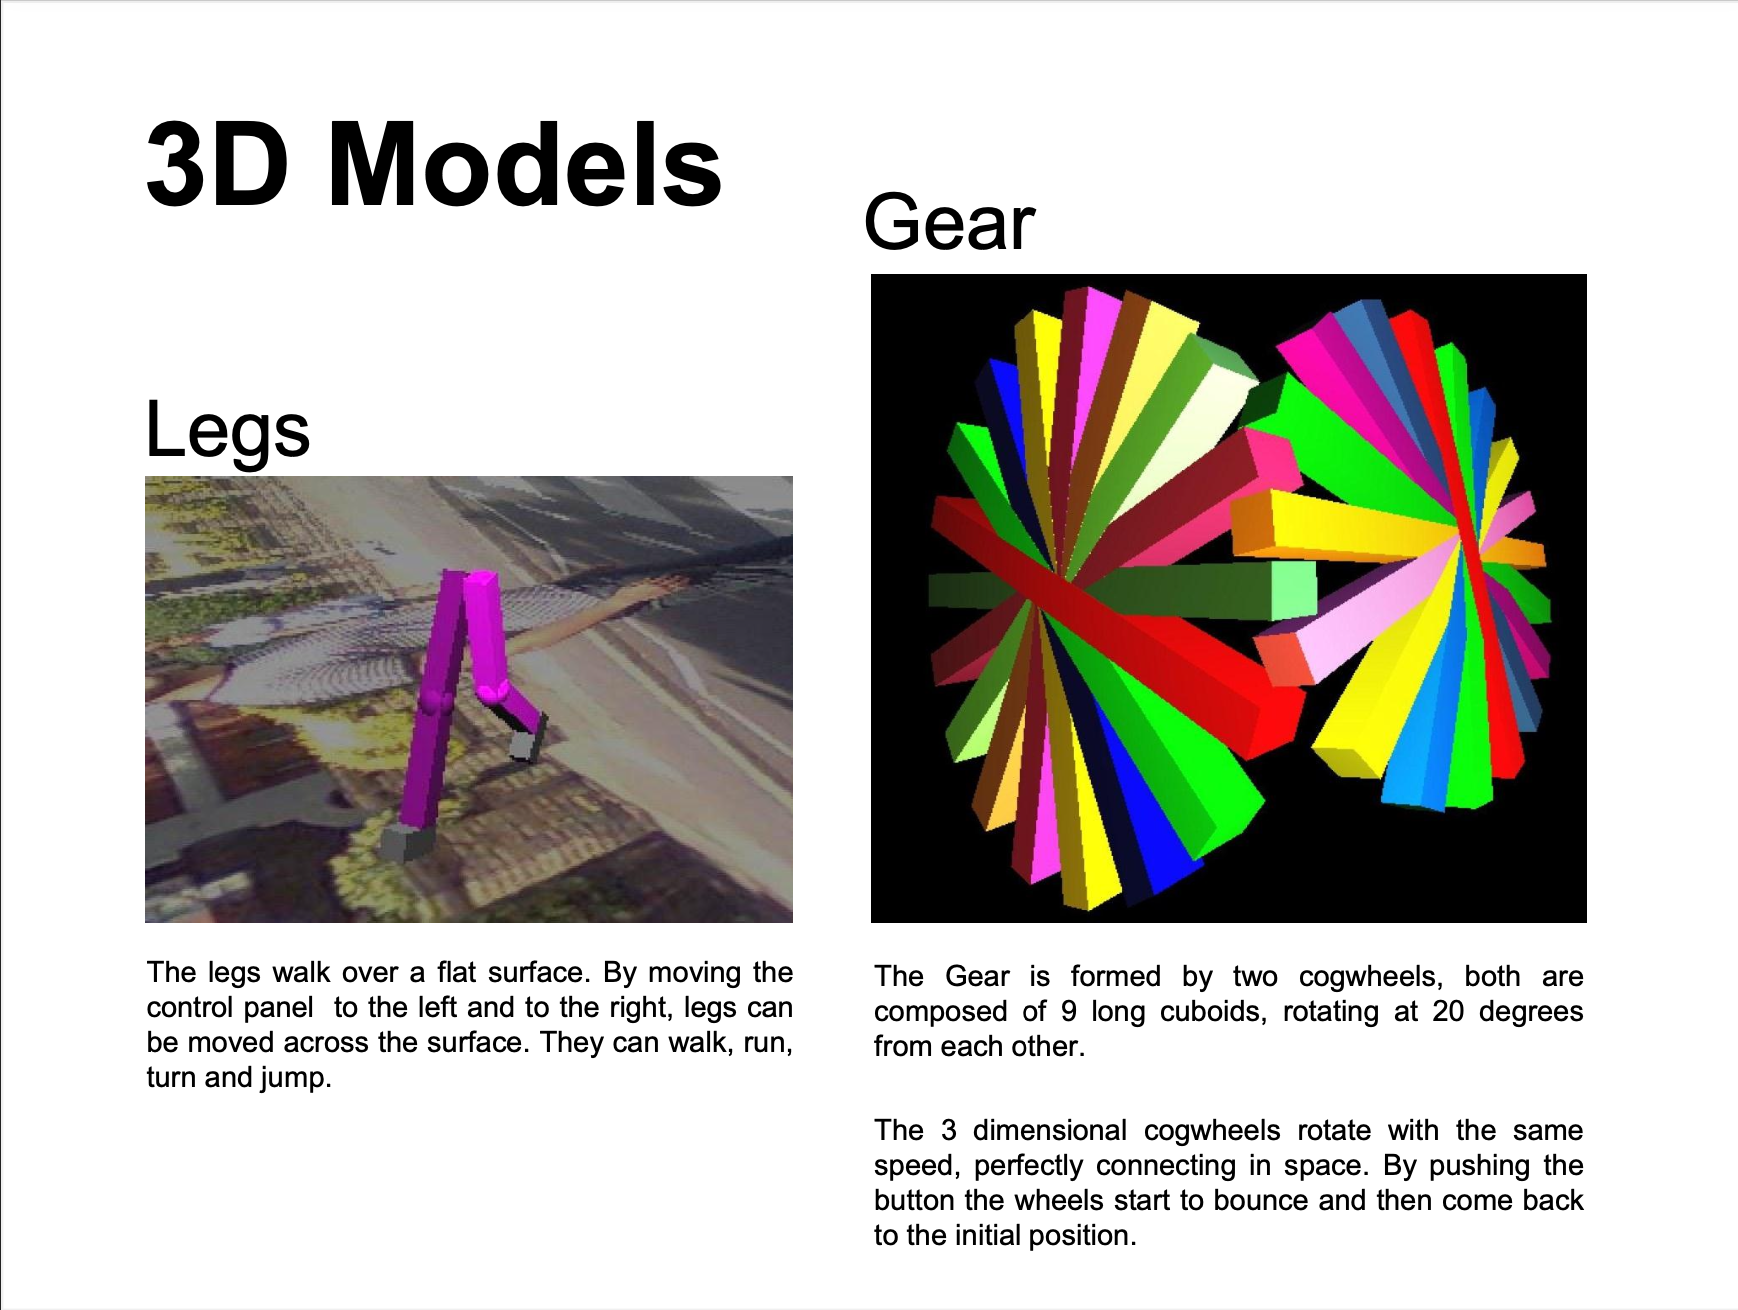 3D Models
Legs
The legs walk over a flat surface. By moving the
control panel  to the left and to the right, legs can
be moved across the surface. They can walk, run,
turn and jump.
Gear
The Gear is formed by two cogwheels, both are
composed of 9 long cuboids, rotating at 20 degrees
from each other.
The 3 dimensional cogwheels rotate with the same
speed, perfectly connecting in space. By pushing the
button the wheels start to bounce and then come back
to the initial position.